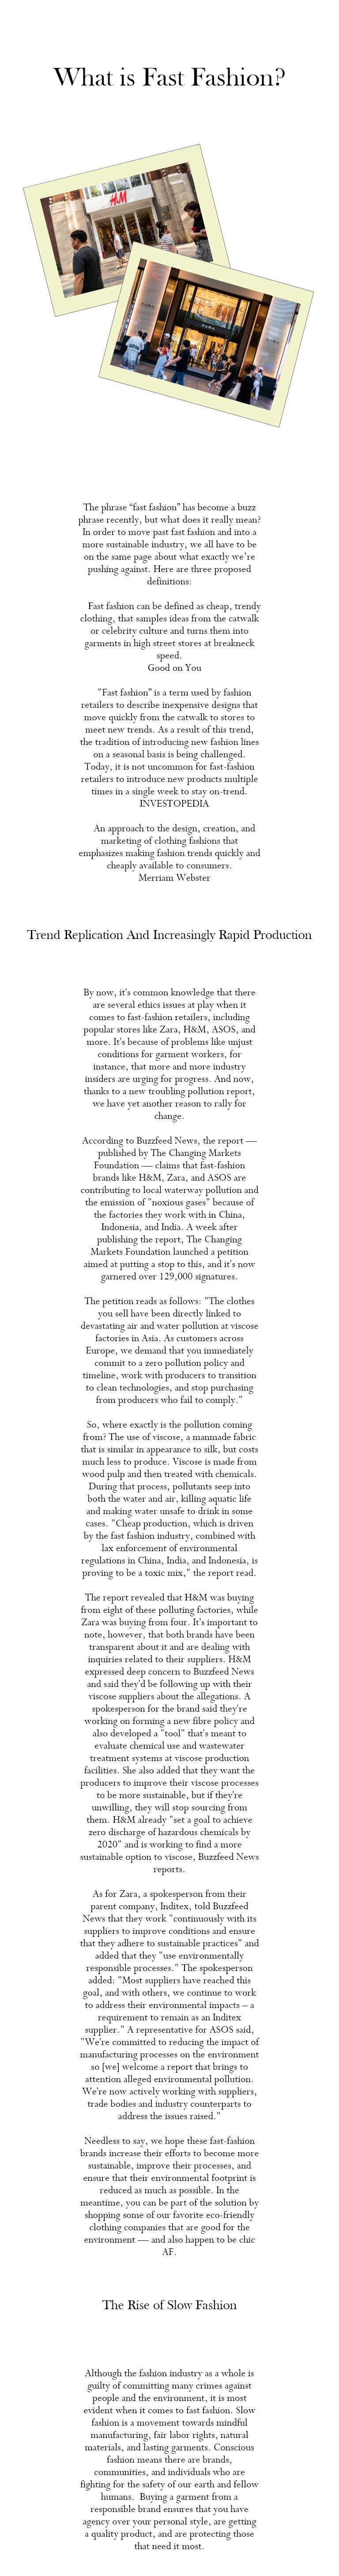 What is Fast Fashion?
H&M
ZARA
The phrase “fast fashion” has become a buzz
phrase recently, but what does it really mean?
In order to move past fast fashion and into a
more sustainable industry, we all have to be
on the same page about what exactly we’re
pushing against. Here are three proposed
definitions:
Fast fashion can be defined as cheap, trendy
clothing, that samples ideas from the catwalk
or celebrity culture and turns them into
garments in high street stores at breakneck
speed.
Good on You
"Fast fashion” is a term used by fashion
retailers to describe inexpensive designs that
move quickly from the catwalk to stores to
meet new trends. As a result of this trend,
the tradition of introducing new fashion lines
on a seasonal basis is being challenged.
Today, it is not uncommon for fast-fashion
retailers to introduce new products multiple
times in a single week to stay on-trend.
INVESTOPEDIA
An approach to the design, creation, and
marketing of clothing fashions that
emphasizes making fashion trends quickly and
cheaply available to consumers.
Merriam Webster
Trend Replication And Increasingly Rapid Production
By now, it's common knowledge that there
are several ethics issues at play when it
comes to fast-fashion retailers, including
popular stores like Zara, H&M, ASOS, and
more. It's because of problems like unjust
conditions for garment workers, for
instance, that more and more industry
insiders are urging for progress. And now,
thanks to a new troubling pollution report,
we have yet another reason to rally for
change.
According to Buzzfeed News, the report —
published by The Changing Markets
Foundation — claims that fast-fashion
brands like H&M, Zara, and ASOS are
contributing to local waterway pollution and
the emission of "noxious gases" because of
the factories they work with in China,
Indonesia, and India. A week after
publishing the report, The Changing
Markets Foundation launched a petition
aimed at putting a stop to this, and it's now
garnered over 129,000 signatures.
The petition reads as follows: "The clothes
you sell have been directly linked to
devastating air and water pollution at viscose
factories in Asia. As customers across
Europe, we demand that you immediately
commit to a zero pollution policy and
timeline, work with producers to transition
to clean technologies, and stop purchasing
from producers who fail to comply."
So, where exactly is the pollution coming
from? The use of viscose, a manmade fabric
that is similar in appearance to silk, but costs
much less to produce. Viscose is made from
wood pulp and then treated with chemicals.
During that process, pollutants seep into
both the water and air, killing aquatic life
and making water unsafe to drink in some
cases. "Cheap production, which is driven
by the fast fashion industry, combined with
lax enforcement of environmental
regulations in China, India, and Indonesia, is
proving to be a toxic mix," the report read.
The report revealed that H&M was buying
from eight of these polluting factories, while
Zara was buying from four. It's important to
note, however, that both brands have been
transparent about it and are dealing with
inquiries related to their suppliers. H&M
expressed deep concern to Buzzfeed News
and said they'd be following up with their
viscose suppliers about the allegations. A
spokesperson for the brand said they're
working on forming a new fibre policy and
also developed a "tool" that's meant to
evaluate chemical use and wastewater
treatment systems at viscose production
facilities. She also added that they want the
producers to improve their viscose processes
to be more sustainable, but if they're
unwilling, they will stop sourcing from
them. H&M already "set a goal to achieve
zero discharge of hazardous chemicals by
2020" and is working to find a more
sustainable option to viscose, Buzzfeed News
reports.
As for Zara, a spokesperson from their
parent company, Inditex, told Buzzfeed
News that they work "continuously with its
suppliers to improve conditions and ensure
that they adhere to sustainable practices" and
added that they "use environmentally
responsible processes." The spokesperson
added: "Most suppliers have reached this
goal, and with others, we continue to work
to address their environmental impacts – a
requirement to remain as an Inditex
supplier." A representative for ASOS said,
"We're committed to reducing the impact of
manufacturing processes on the environment
so [we] welcome a report that brings to
attention alleged environmental pollution.
We're now actively working with suppliers,
trade bodies and industry counterparts to
address the issues raised."
Needless to say, we hope these fast-fashion
brands increase their efforts to become more
sustainable, improve their processes, and
ensure that their environmental footprint is
reduced as much as possible. In the
meantime, you can be part of the solution by
shopping some of our favorite eco-friendly
clothing companies that are good for the
environment — and also happen to be chic
AF.
The Rise of Slow Fashion
Although the fashion industry as a whole is
guilty of committing many crimes against
people and the environment, it is most
evident when it comes to fast fashion. Slow
fashion is a movement towards mindful
manufacturing, fair labor rights, natural
materials, and lasting garments. Conscious
fashion means there are brands,
communities, and individuals who are
fighting for the safety of our earth and fellow
humans.  Buying a garment from a
responsible brand ensures that you have
agency over your personal style, are getting
a quality product, and are protecting those
that need it most.